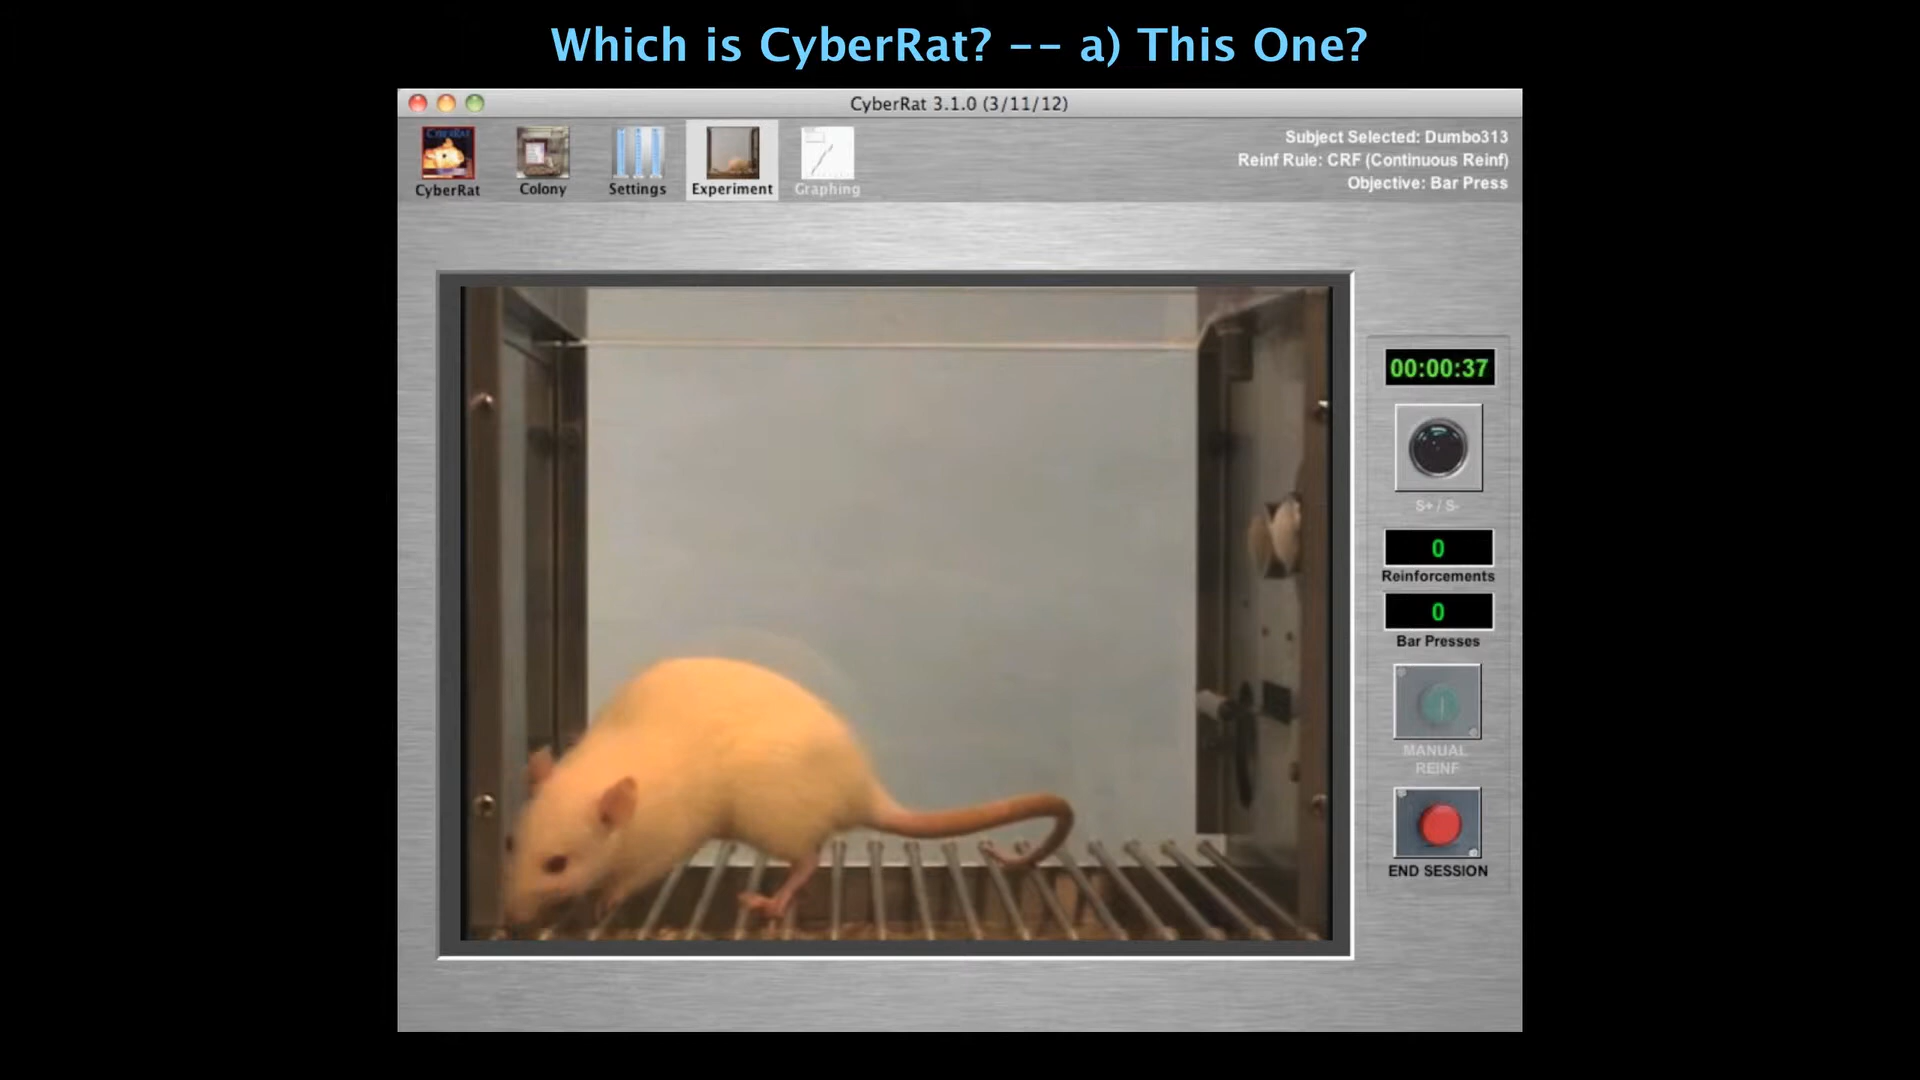 Which is CyberRat? -- a) This One?
CyberRat 3.1.0 (3/11/12)
CYBERRAT
CyberRat
Colony
Settings
Experiment
Graphing
Subject Selected: Dumbo313
Reinf Rule: CRF (Continuous Reinf)
Objective: Bar Press
00:00:37
S+ / S-
0
Reinforcements
0
Bar Presses
MANUAL
REINF
END SESSION